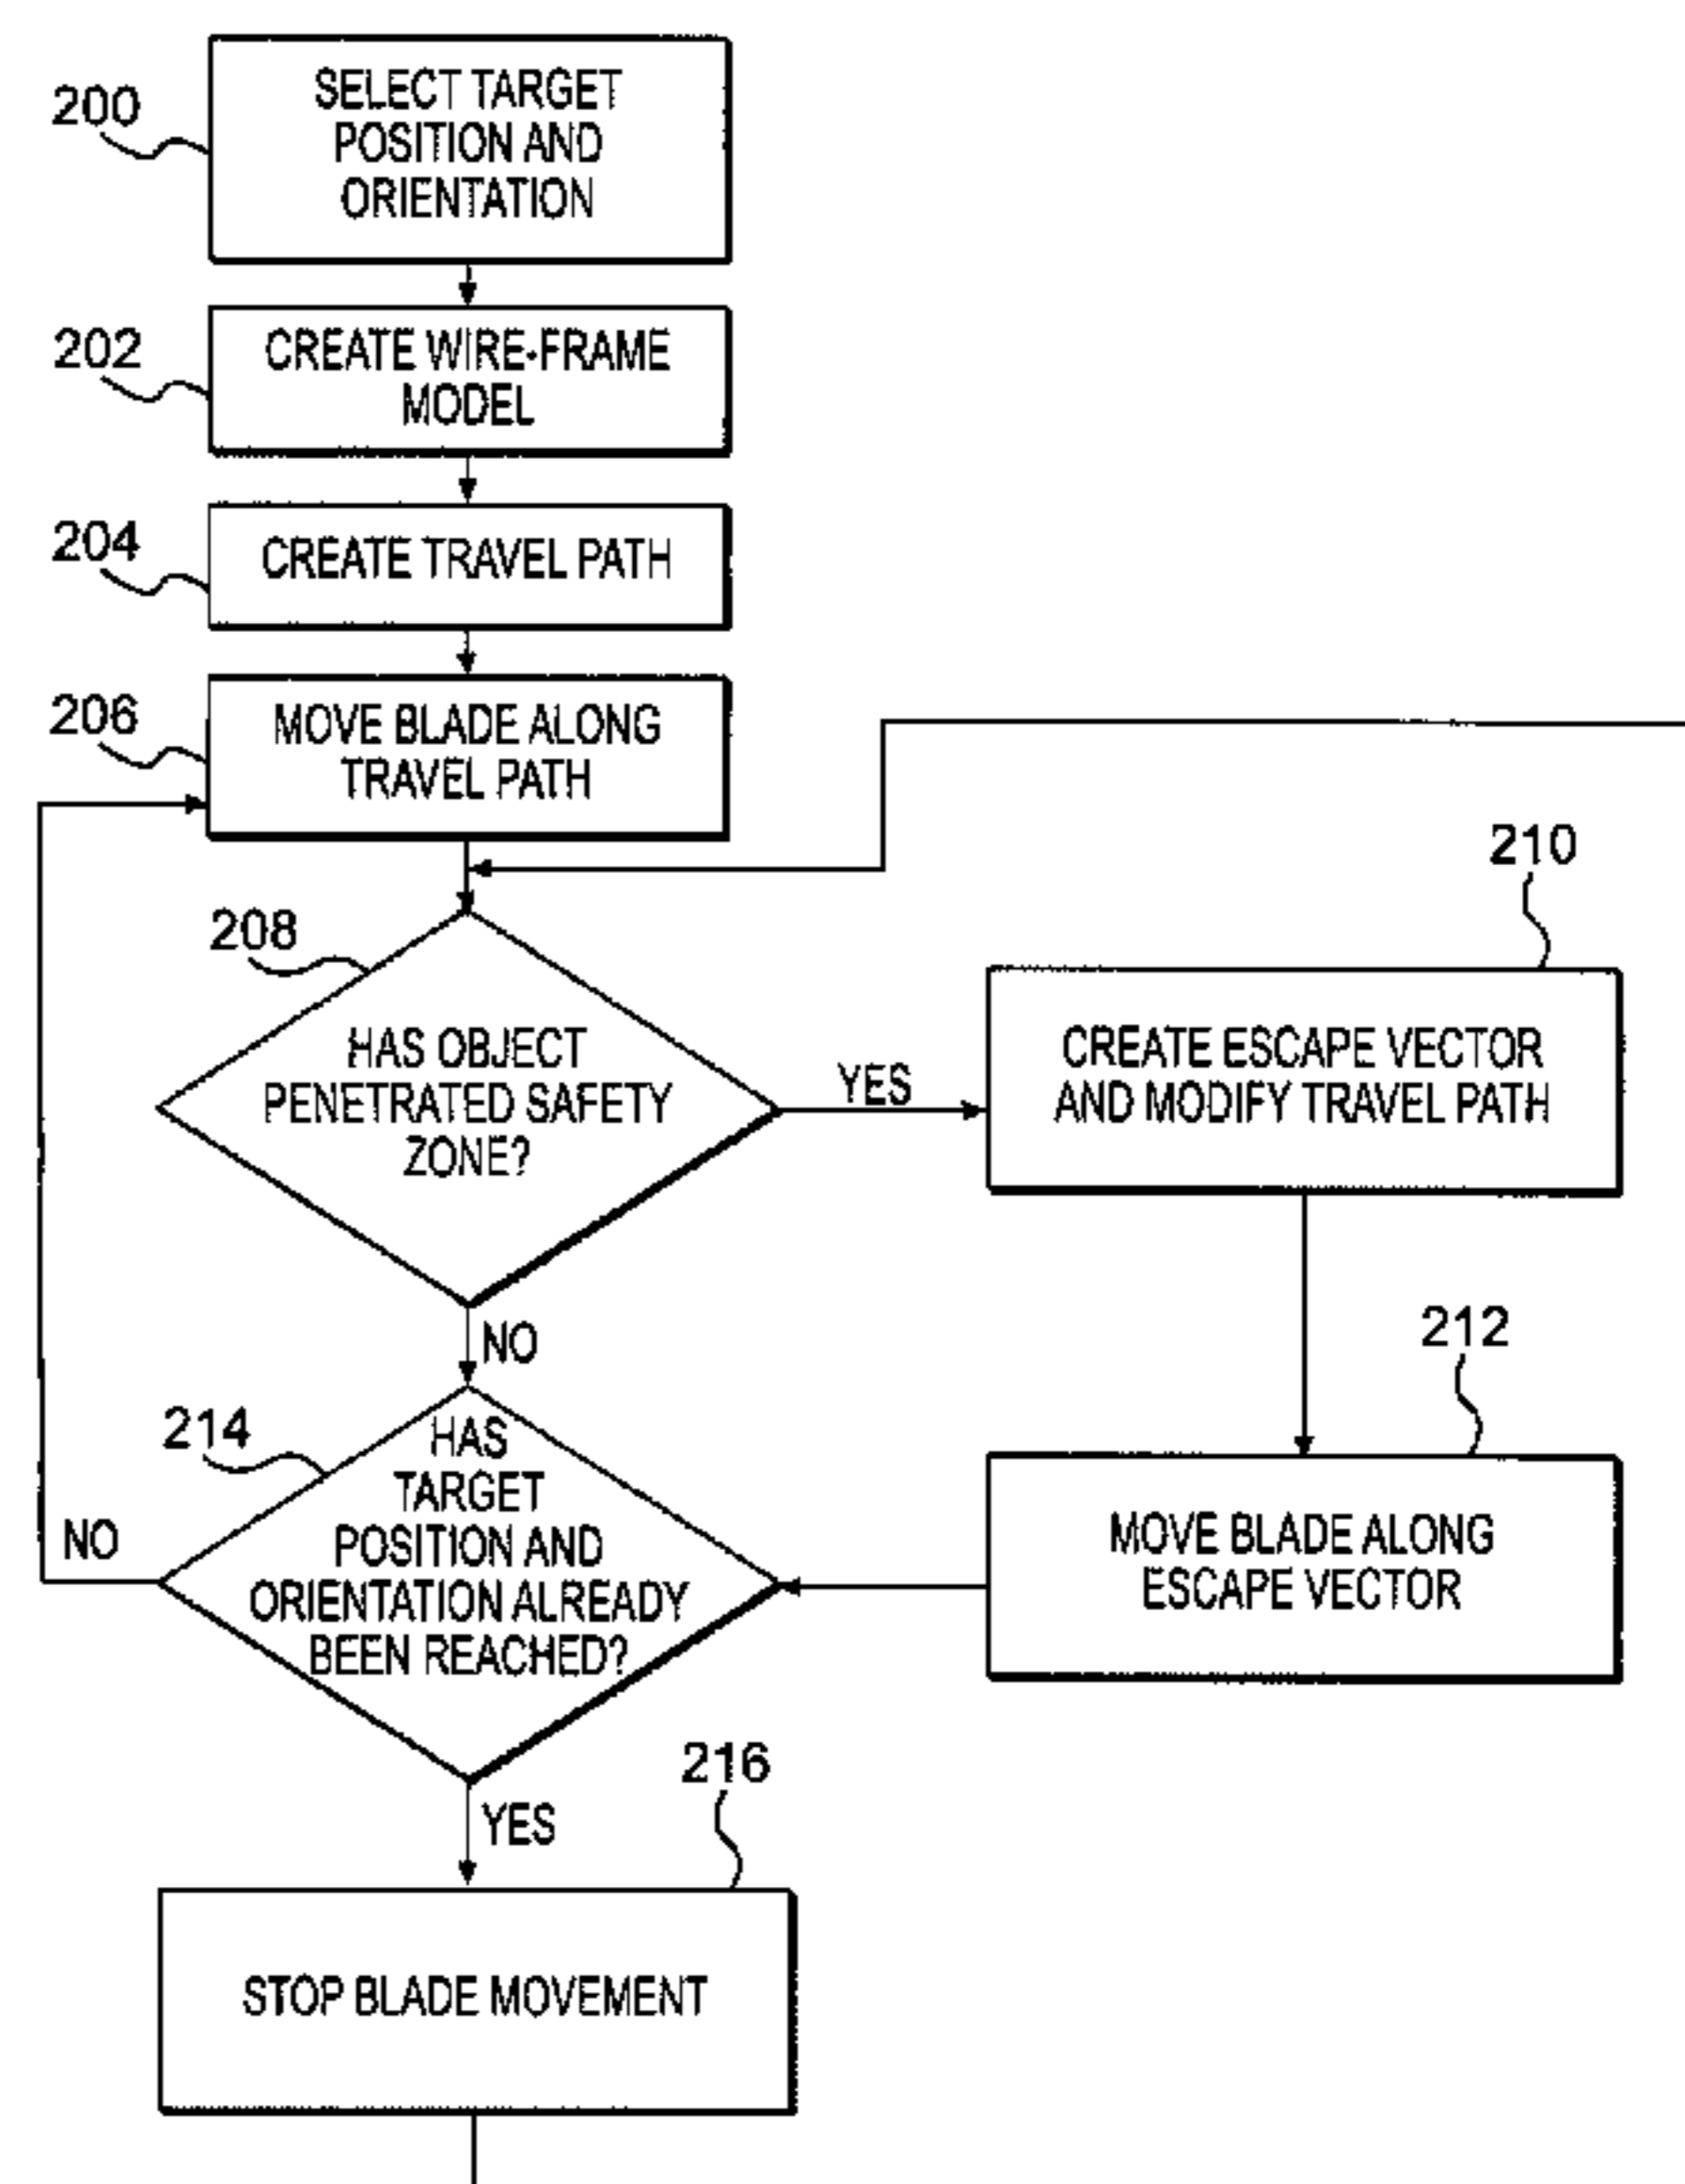 200
SELECT TARGET
POSITION AND
ORIENTATION
202
CREATE WIRE-FRAME
MODEL
204
CREATE TRAVEL PATH
206
MOVE BLADE ALONG
TRAVEL PATH
208
HAS OBJECT
PENETRATED SAFETY
ZONE?
YES
210
CREATE ESCAPE VECTOR
AND MODIFY TRAVEL PATH
NO
212
MOVE BLADE ALONG
ESCAPE VECTOR
214
HAS
TARGET
POSITION AND
ORIENTATION ALREADY
BEEN REACHED?
NO
YES
216
STOP BLADE MOVEMENT